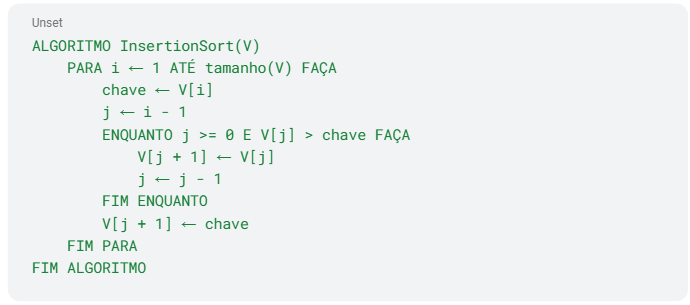 Unset
ALGORITMO InsertionSort(V)
    PARA i ← 1 ATÉ tamanho(V) FAÇA
        chave ← V[i]
        j ← i - 1
        ENQUANTO j >= 0 E V[j] > chave FAÇA
            V[j + 1] ← V[j]
            j ← j - 1
        FIM ENQUANTO
        V[j + 1] ← chave
    FIM PARA
FIM ALGORITMO